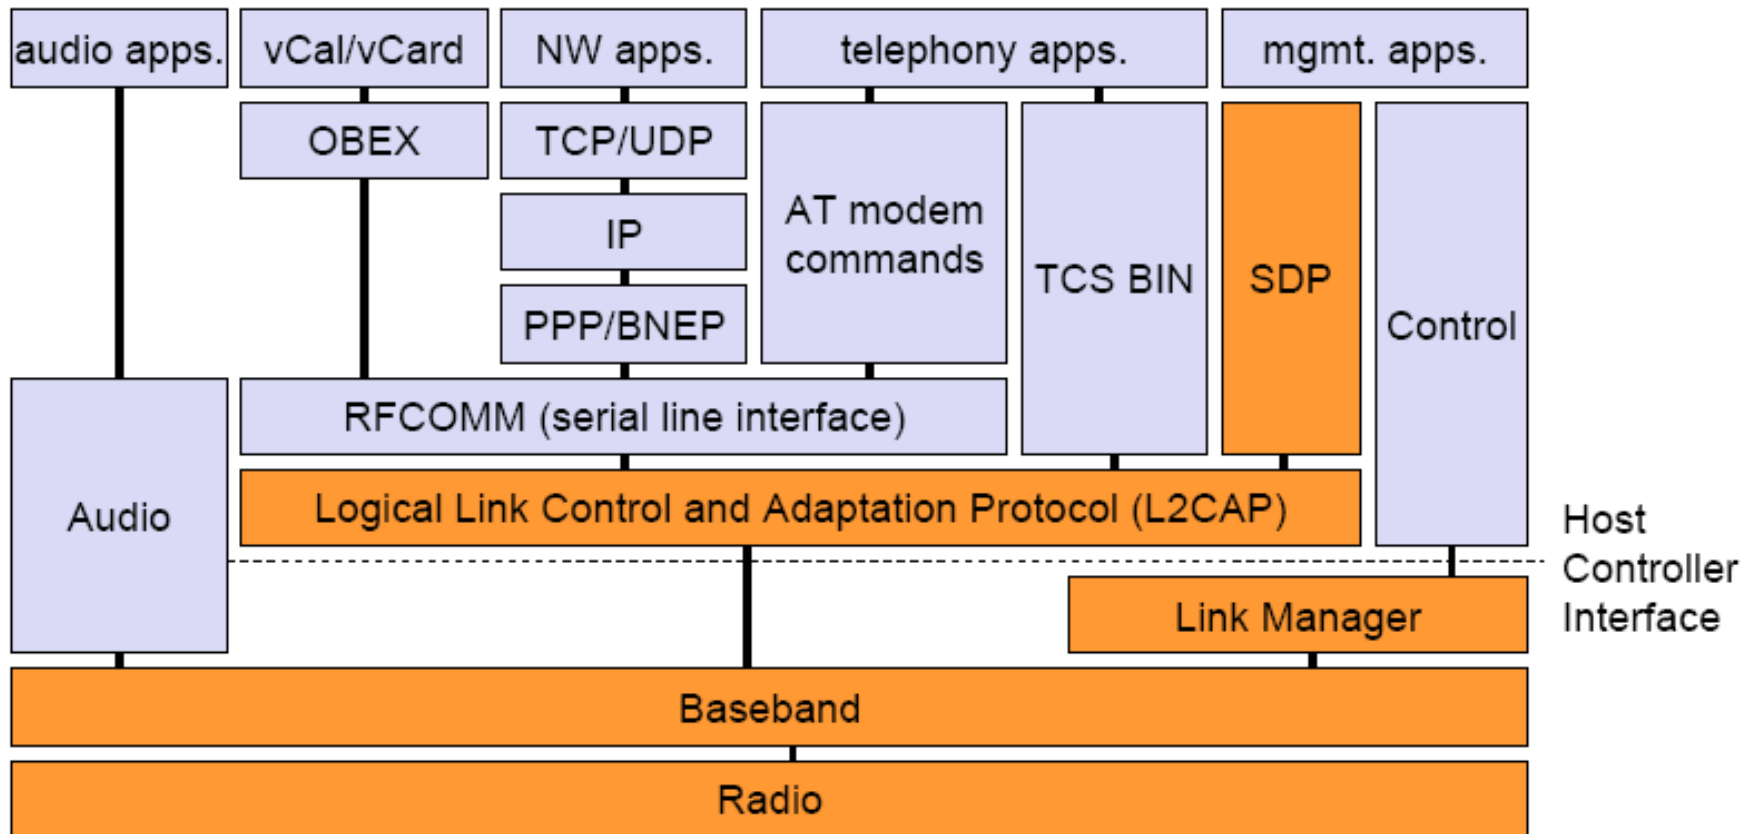 audio apps.
vCal/vCard
NW apps.
telephony apps.
mgmt. apps.
OBEX
TCP/UDP
AT modem
commands
TCS BIN
SDP
Control
IP
PPP/BNEP
RFCOMM (serial line interface)
Audio
Logical Link Control and Adaptation Protocol (L2CAP)
Host
Controller
Interface
Link Manager
Baseband
Radio